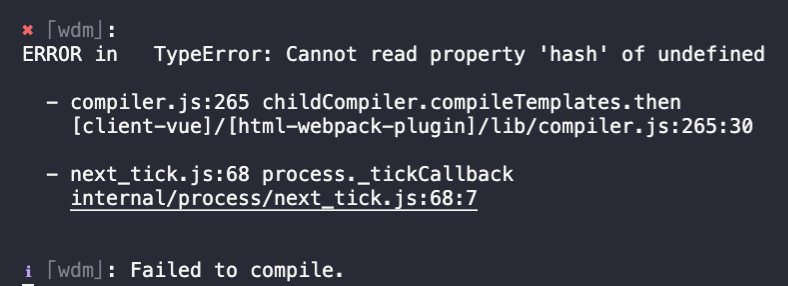 ✖ ｢wdm｣:
ERROR in   TypeError: Cannot read property 'hash' of undefined
- compiler.js:265 childCompiler.compileTemplates.then
[client-vue]/[html-webpack-plugin]/lib/compiler.js:265:30
- next_tick.js:68 process._tickCallback
internal/process/next_tick.js:68:7
ℹ ｢wdm｣: Failed to compile.